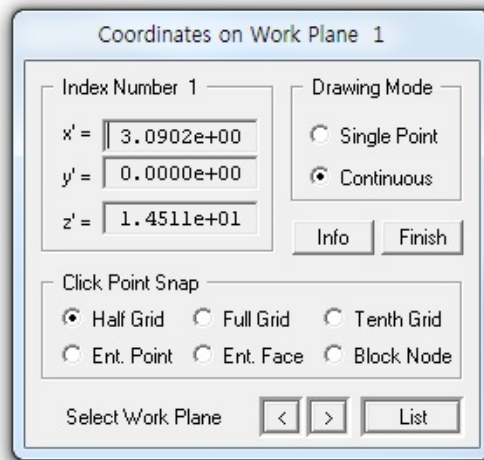 Coordinates on Work Plane 1
Index Number 1
x' = 3.0902e+00
y' = 0.0000e+00
z' = 1.4511e+01
Drawing Mode
Single Point
Continuous
Info Finish
Click Point Snap
Half Grid Full Grid Tenth Grid
Ent. Point Ent. Face Block Node
Select Work Plane < > List